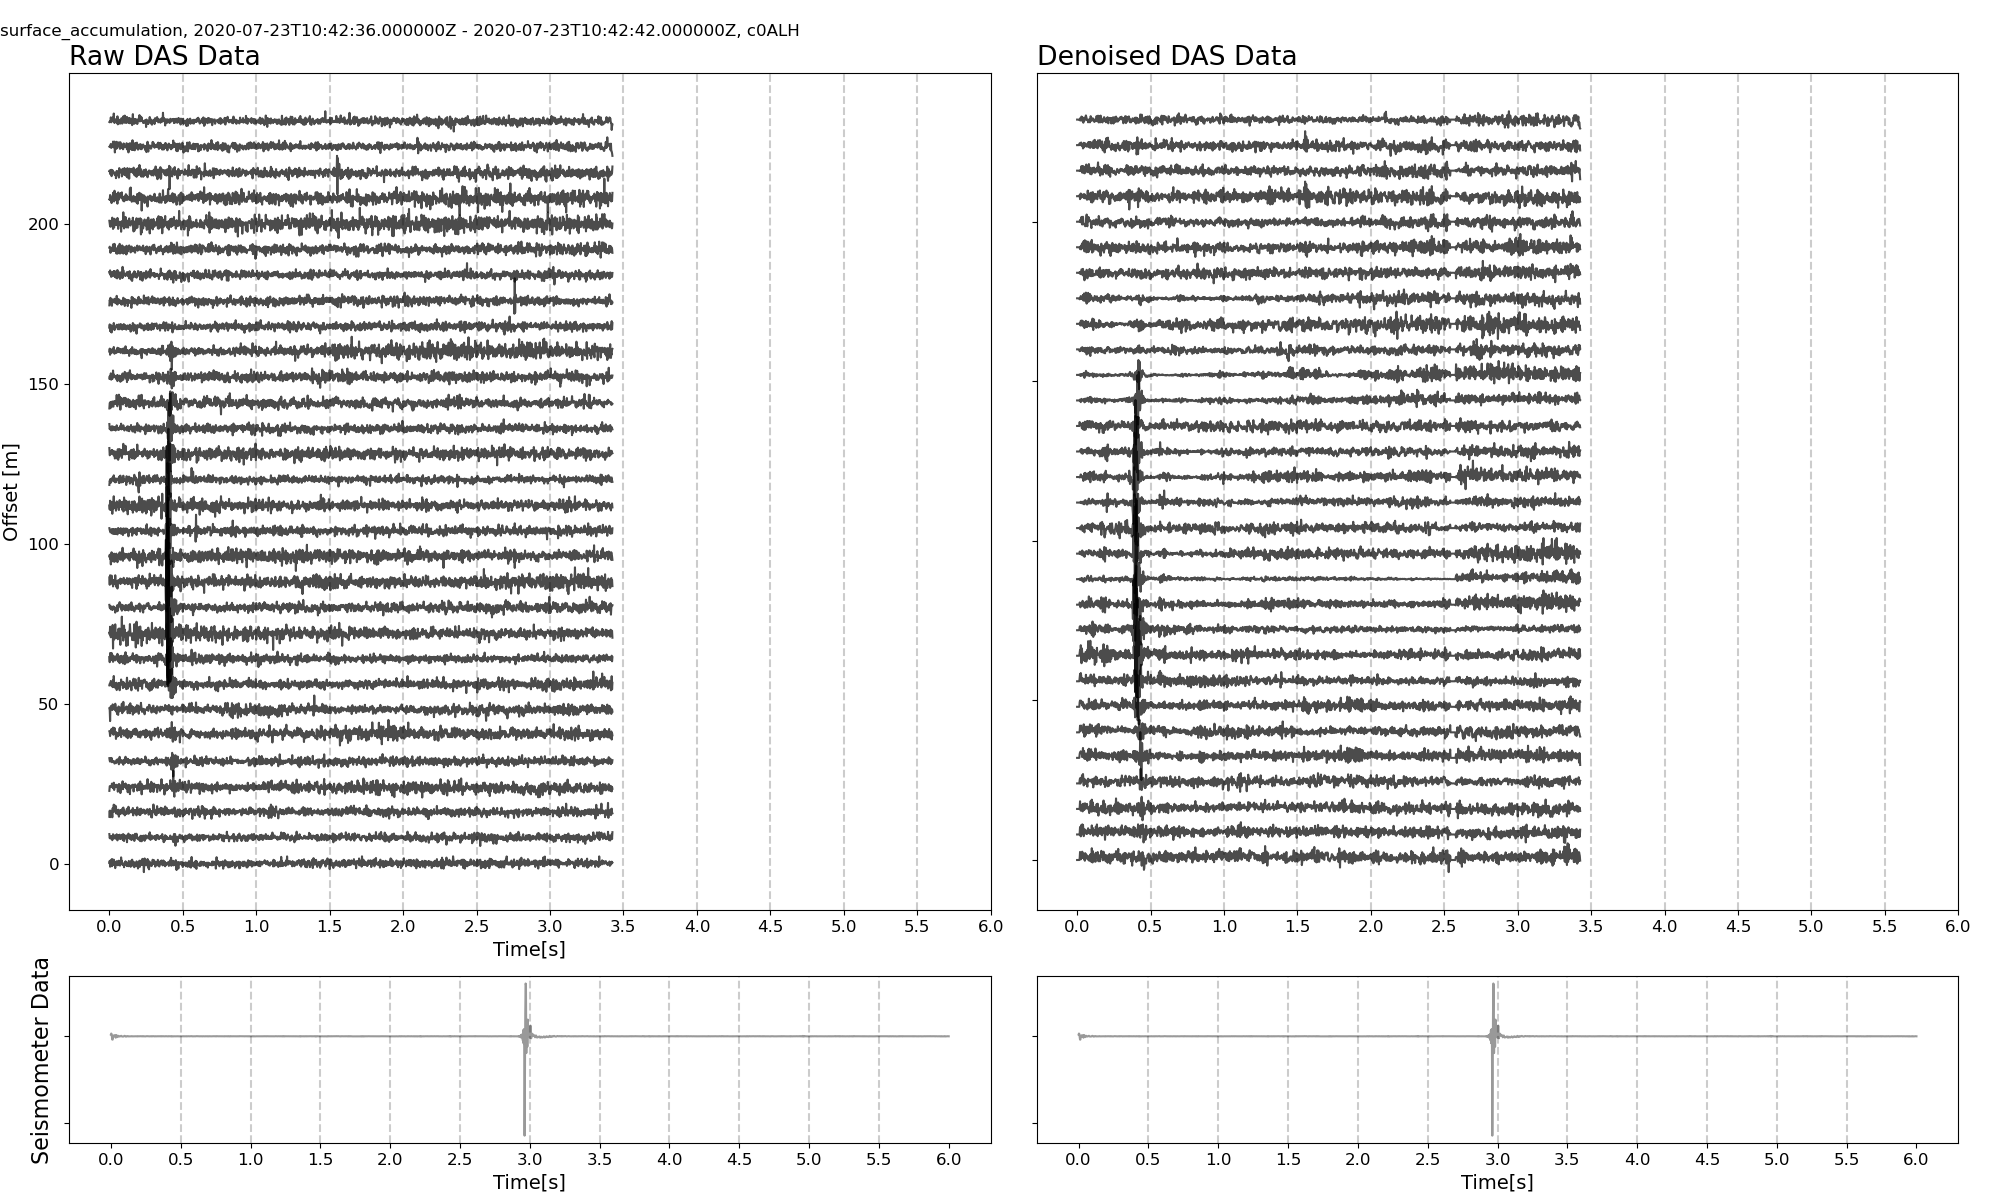 surface_accumulation, 2020-07-23T10:42:36.000000Z - 2020-07-23T10:42:42.000000Z, c0ALH
Raw DAS Data
Denoised DAS Data
Offset [m]
200
150
100
50
0
0.0 0.5 1.0 1.5 2.0 2.5 3.0 3.5 4.0 4.5 5.0 5.5 6.0
Time[s]
0.0 0.5 1.0 1.5 2.0 2.5 3.0 3.5 4.0 4.5 5.0 5.5 6.0
Seismometer Data
0.0 0.5 1.0 1.5 2.0 2.5 3.0 3.5 4.0 4.5 5.0 5.5 6.0
Time[s]
0.0 0.5 1.0 1.5 2.0 2.5 3.0 3.5 4.0 4.5 5.0 5.5 6.0
Time[s]